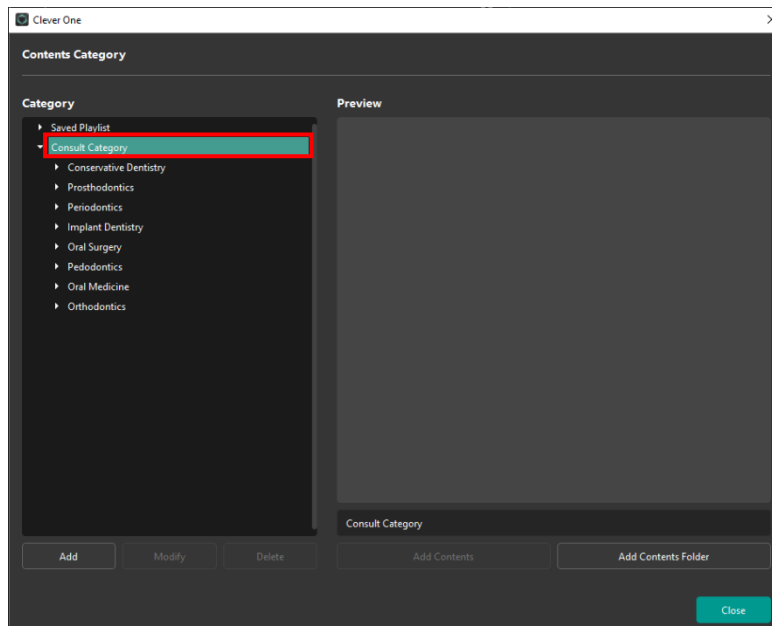 Clever One
Contents Category
Category
Saved Playlist
Consult Category
Conservative Dentistry
Prosthodontics
Periodontics
Implant Dentistry
Oral Surgery
Pedodontics
Oral Medicine
Orthodontics
Add Modify Delete
Preview
Consult Category
Add Contents Add Contents Folder
Close